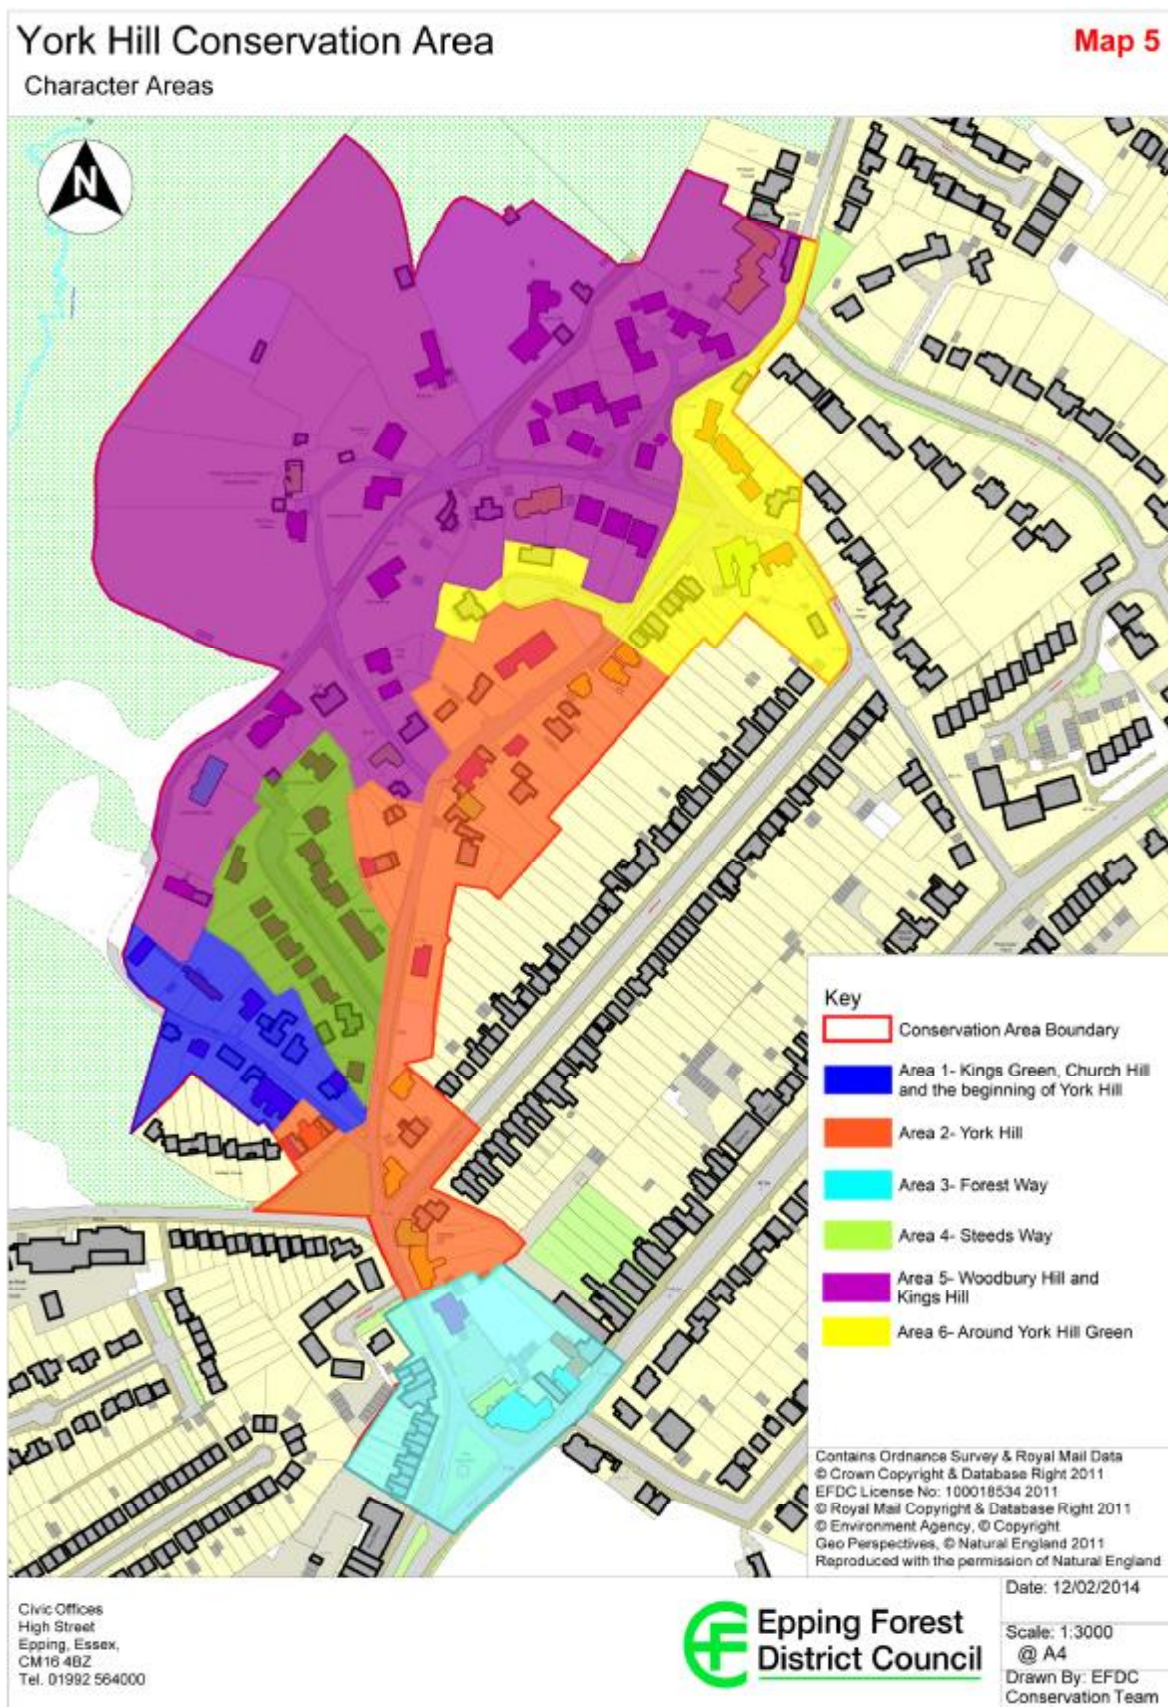 York Hill Conservation Area
Map 5
Character Areas
N
Key
Conservation Area Boundary
Area 1- Kings Green, Church Hill
and the beginning of York Hill
Area 2- York Hill
Area 3- Forest Way
Area 4- Steeds Way
Area 5- Woodbury Hill and
Kings Hill
Area 6- Around York Hill Green
Contains Ordnance Survey & Royal Mail Data
© Crown Copyright & Database Right 2011
EFDC License No: 100018534 2011
© Royal Mail Copyright & Database Right 2011
© Environment Agency, © Copyright
Geo Perspectives, © Natural England 2011
Reproduced with the permission of Natural England
Civic Offices
High Street
Epping, Essex,
CM16 4BZ
Tel. 01992 564000
Epping Forest
District Council
Date: 12/02/2014
Scale: 1:3000
@ A4
Drawn By: EFDC
Conservation Team